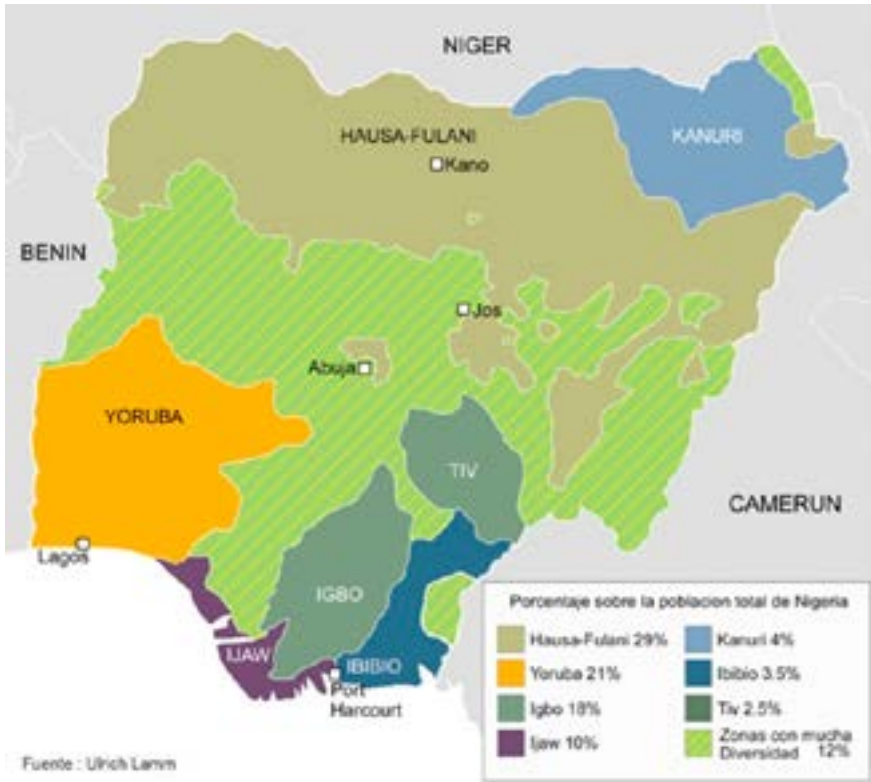 NIGER
HAUSA-FULANI
KANURI
Kano
BENIN
Jos
Abuja
YORUBA
TIV
CAMERUN
Lagos
IGBO
IJAW
IBIBIO
Port
Harcourt
Porcentaje sobre la poblacion total de Nigeria
Hausa-Fulani 29%
Kanuri 4%
Yoruba 21%
Ibibio 3.5%
Igbo 18%
Tiv 2.5%
Ijaw 10%
Zonas con mucha
Diversidad 12%
Fuente : Ulrich Lamm